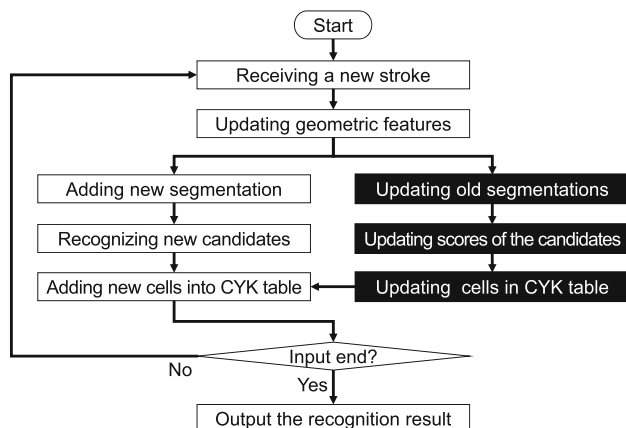 Start
Receiving a new stroke
Updating geometric features
Adding new segmentation
Updating old segmentations
Recognizing new candidates
Updating scores of the candidates
Adding new cells into CYK table
Updating cells in CYK table
Input end?
No
Yes
Output the recognition result